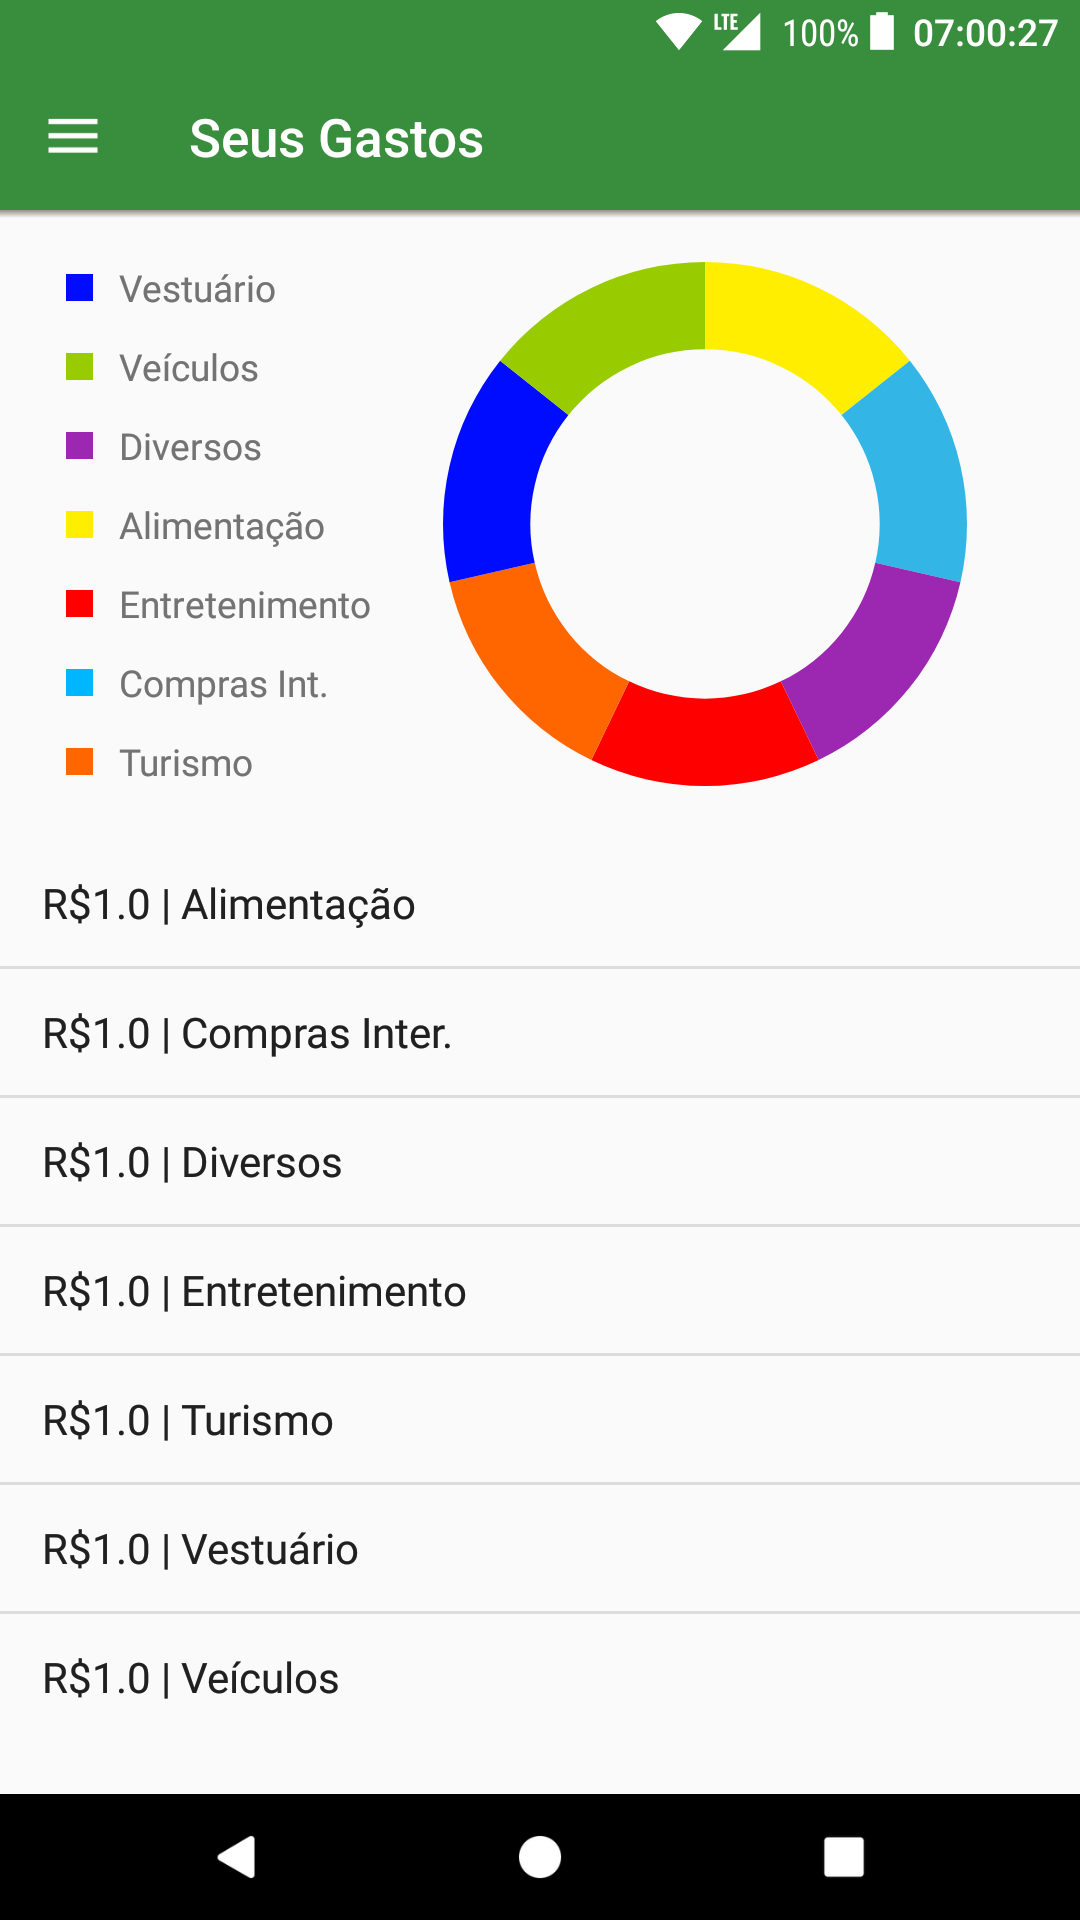 LTE 100% 07:00:27
Seus Gastos
Vestuário
Veículos
Diversos
Alimentação
Entretenimento
Compras Int.
Turismo
R$1.0 | Alimentação
R$1.0 | Compras Inter.
R$1.0 | Diversos
R$1.0 | Entretenimento
R$1.0 | Turismo
R$1.0 | Vestuário
R$1.0 | Veículos